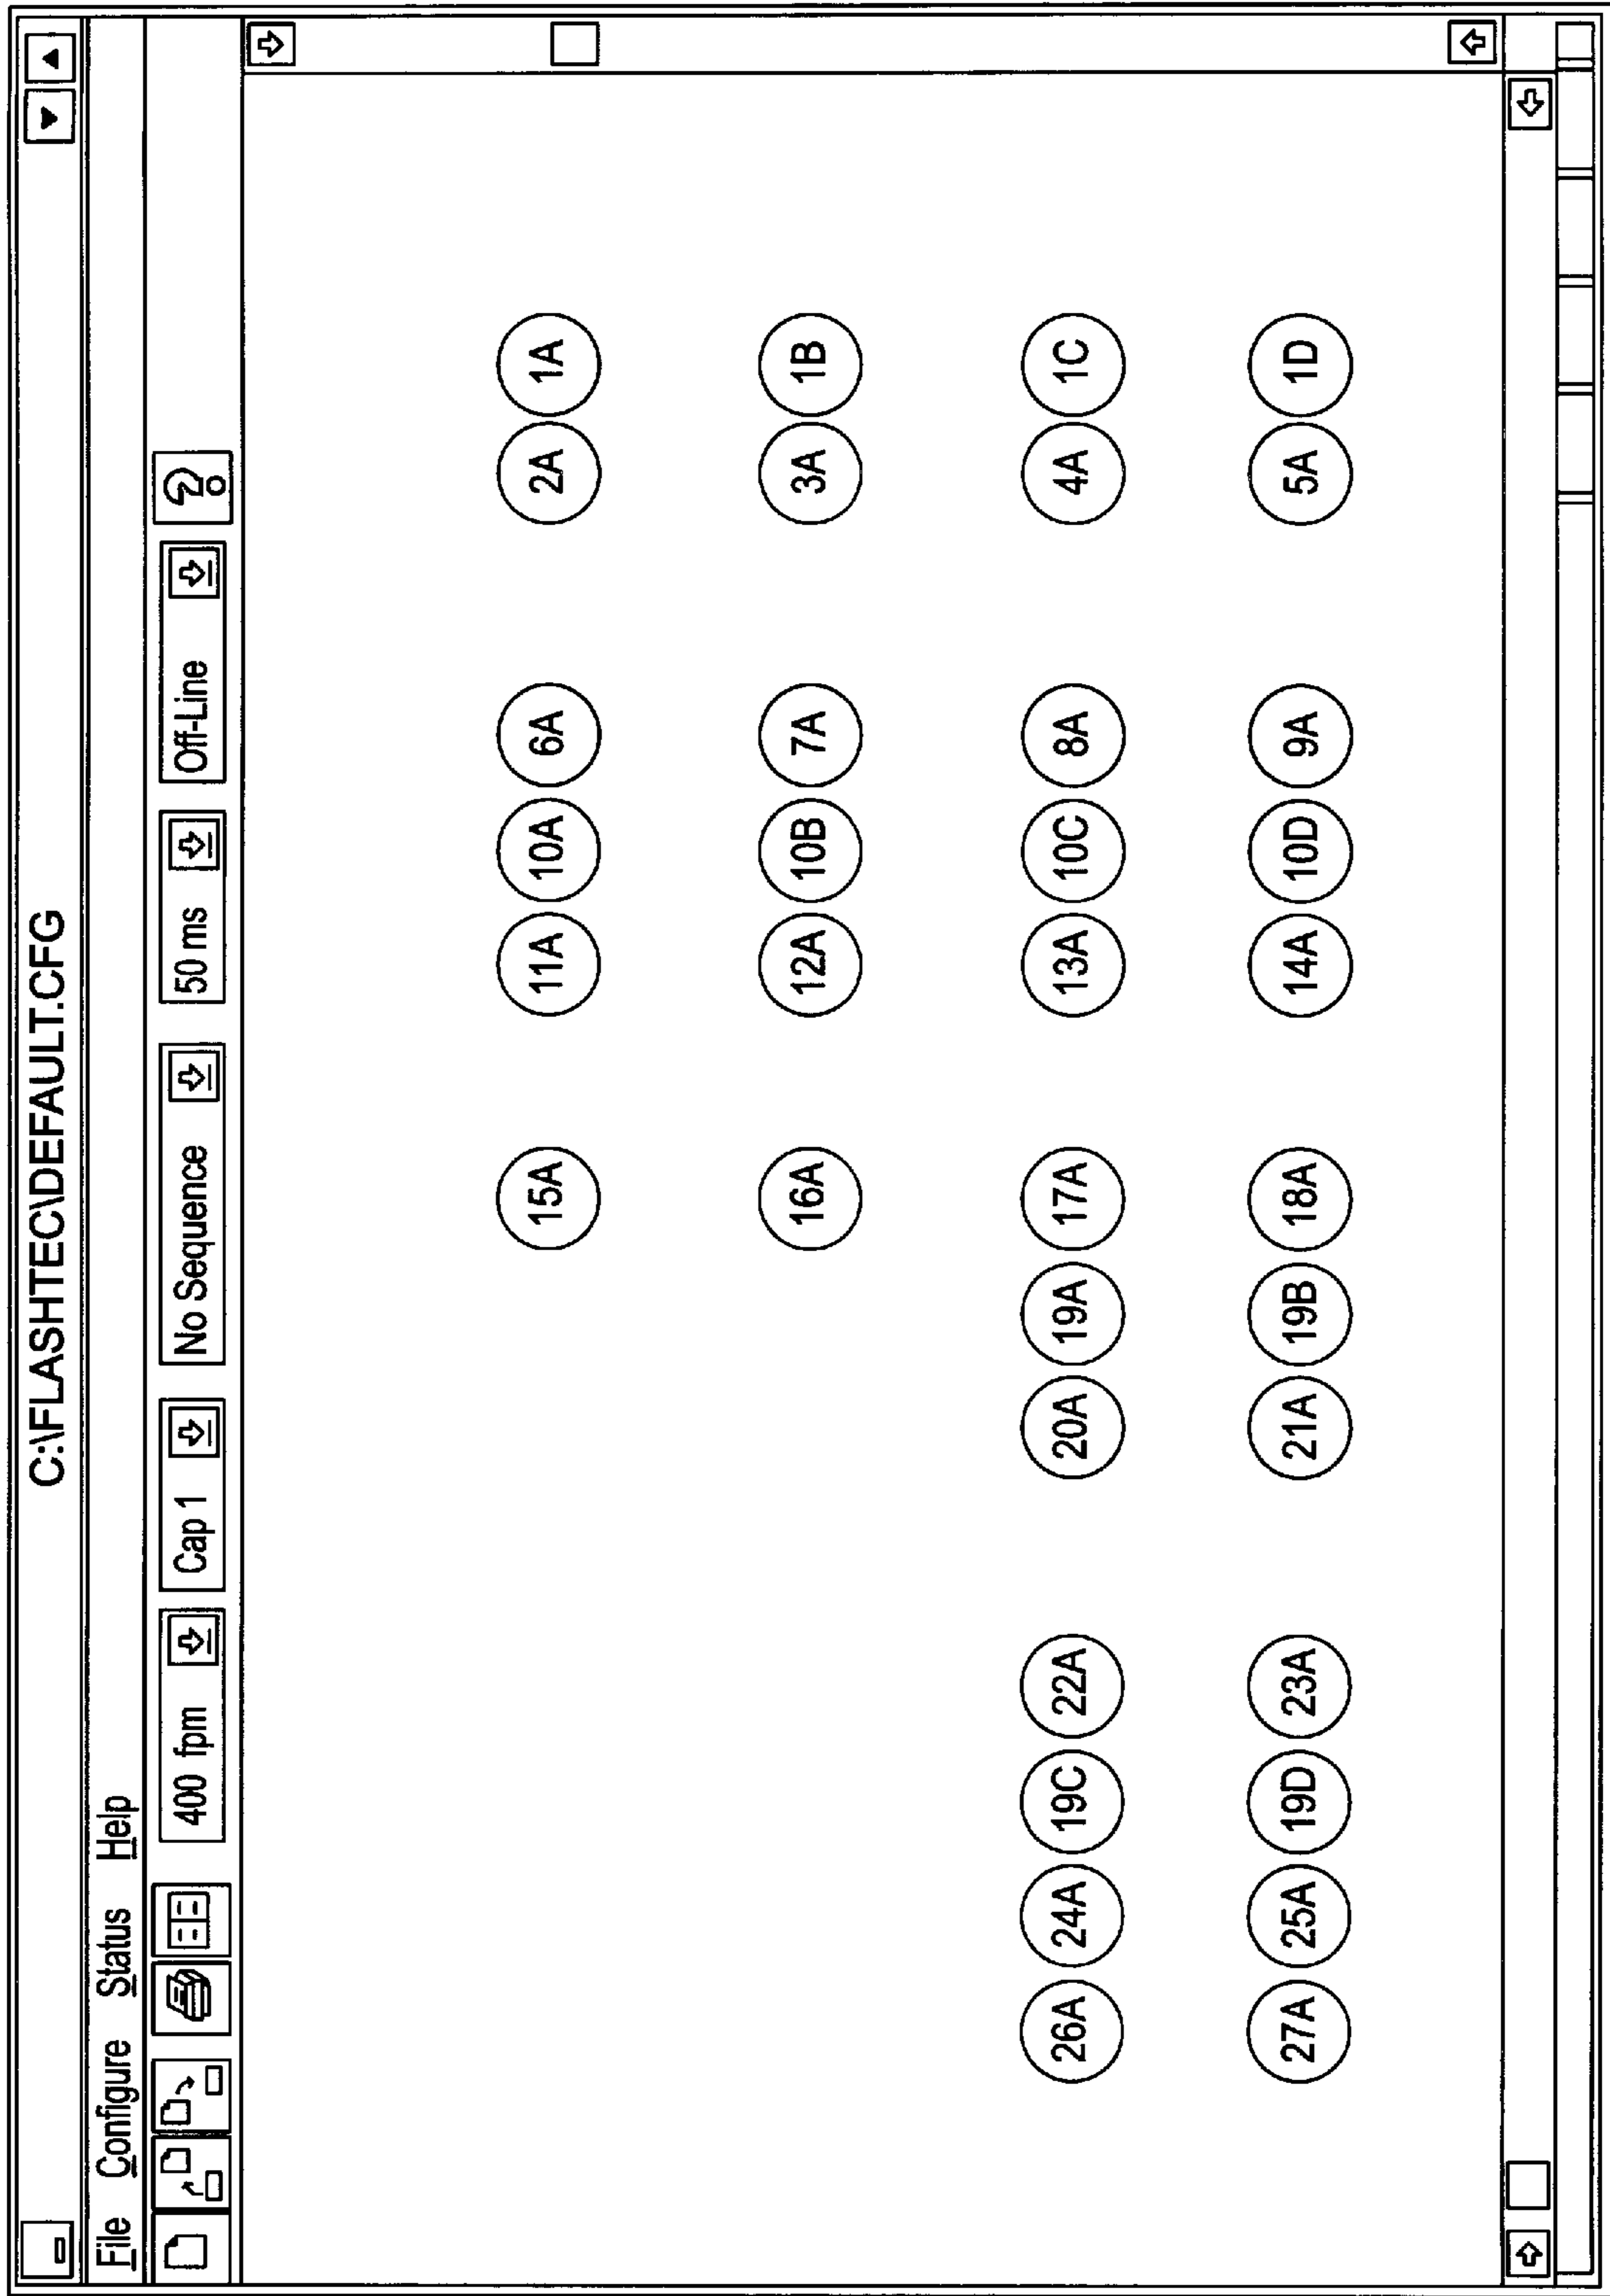 C:\FLASHTEC\DEFAULT.CFG
File Configure Status Help
400 fpm Cap 1 No Sequence 50 ms Off-Line ?
15A 11A 10A 6A 2A 1A
16A 12A 10B 7A 3A 1B
26A 24A 19C 22A 20A 19A 17A 13A 10C 8A 4A 1C
27A 25A 19D 23A 21A 19B 18A 14A 10D 9A 5A 1D